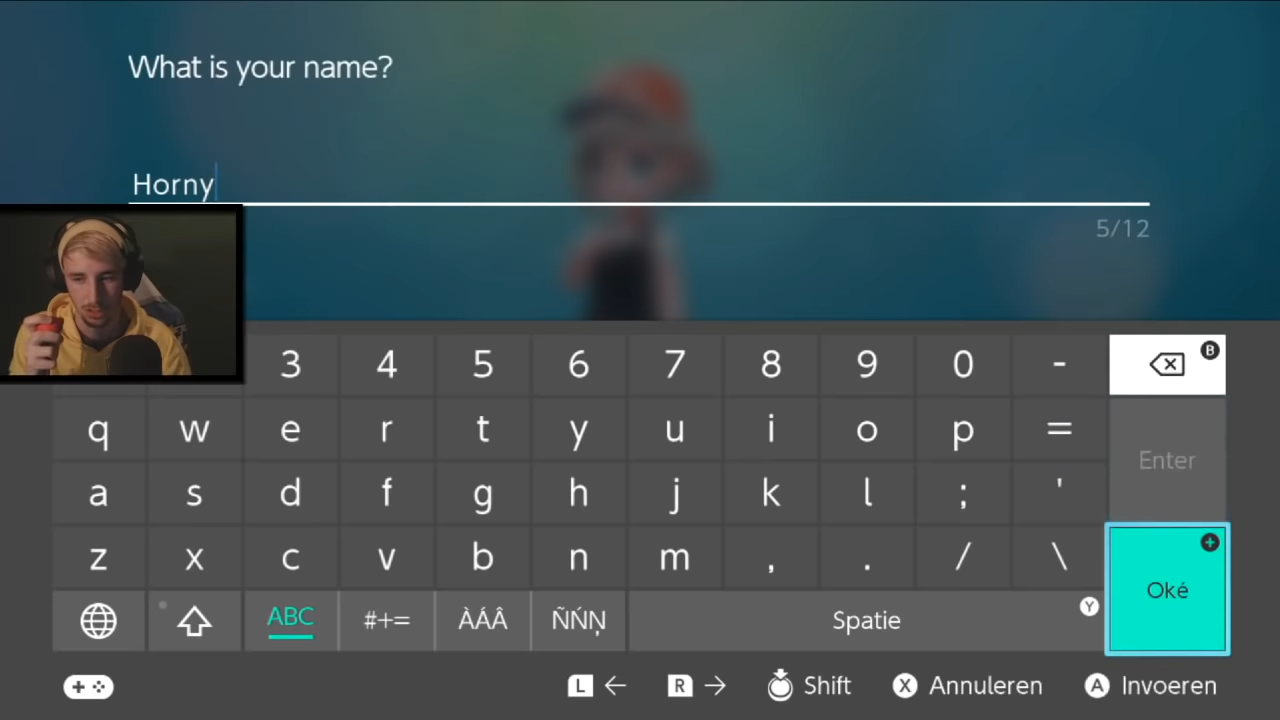 What is your name?
Horny
5/12
3 4 5 6 7 8 9 0 - B
q w e r t y u i o p =
Enter
a s d f g h j k l ; '
z x c v b n m , . / \
+
Oké
ABC #+= ÀÁÂ ÑŃŅ Spatie Y
L ← R → Shift X Annuleren A Invoeren